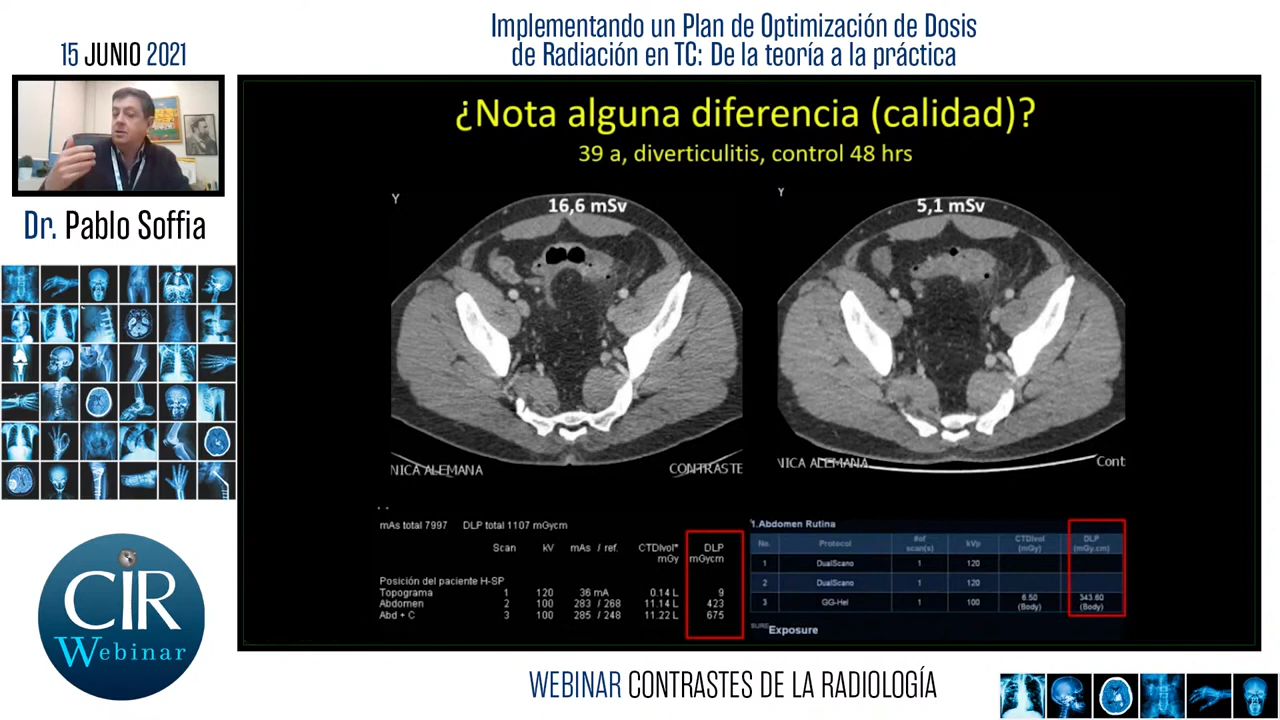 Implementando un Plan de Optimización de Dosis
de Radiación en TC: De la teoría a la práctica
15 JUNIO 2021
Dr. Pablo Soffia
¿Nota alguna diferencia (calidad)?
39 a, diverticulitis, control 48 hrs
Y
16,6 mSv
NICA ALEMANA
CONTRASTE
Y
5,1 mSv
NICA ALEMANA
Cont
mAs total 7997 DLP total 1107 mGycm
Scan kV mAs / ref. CTDIvol* DLP
mGy mGycm
Posición del paciente H-SP
Topograma 1 120 36 mA 0.14 L 9
Abdomen 2 100 283 / 268 11.14 L 423
Abd + C 3 100 285 / 248 11.22 L 675
1.Abdomen Rutina
No. Protocol #of scan(s) kVp CTDIvol (mGy) DLP (mGy.cm)
1 DualScano 1 120
2 DualScano 1 120
3 GG-Hel 1 100 6.50 (Body) 343.60 (Body)
SURE Exposure
CIR
Webinar
WEBINAR CONTRASTES DE LA RADIOLOGÍA